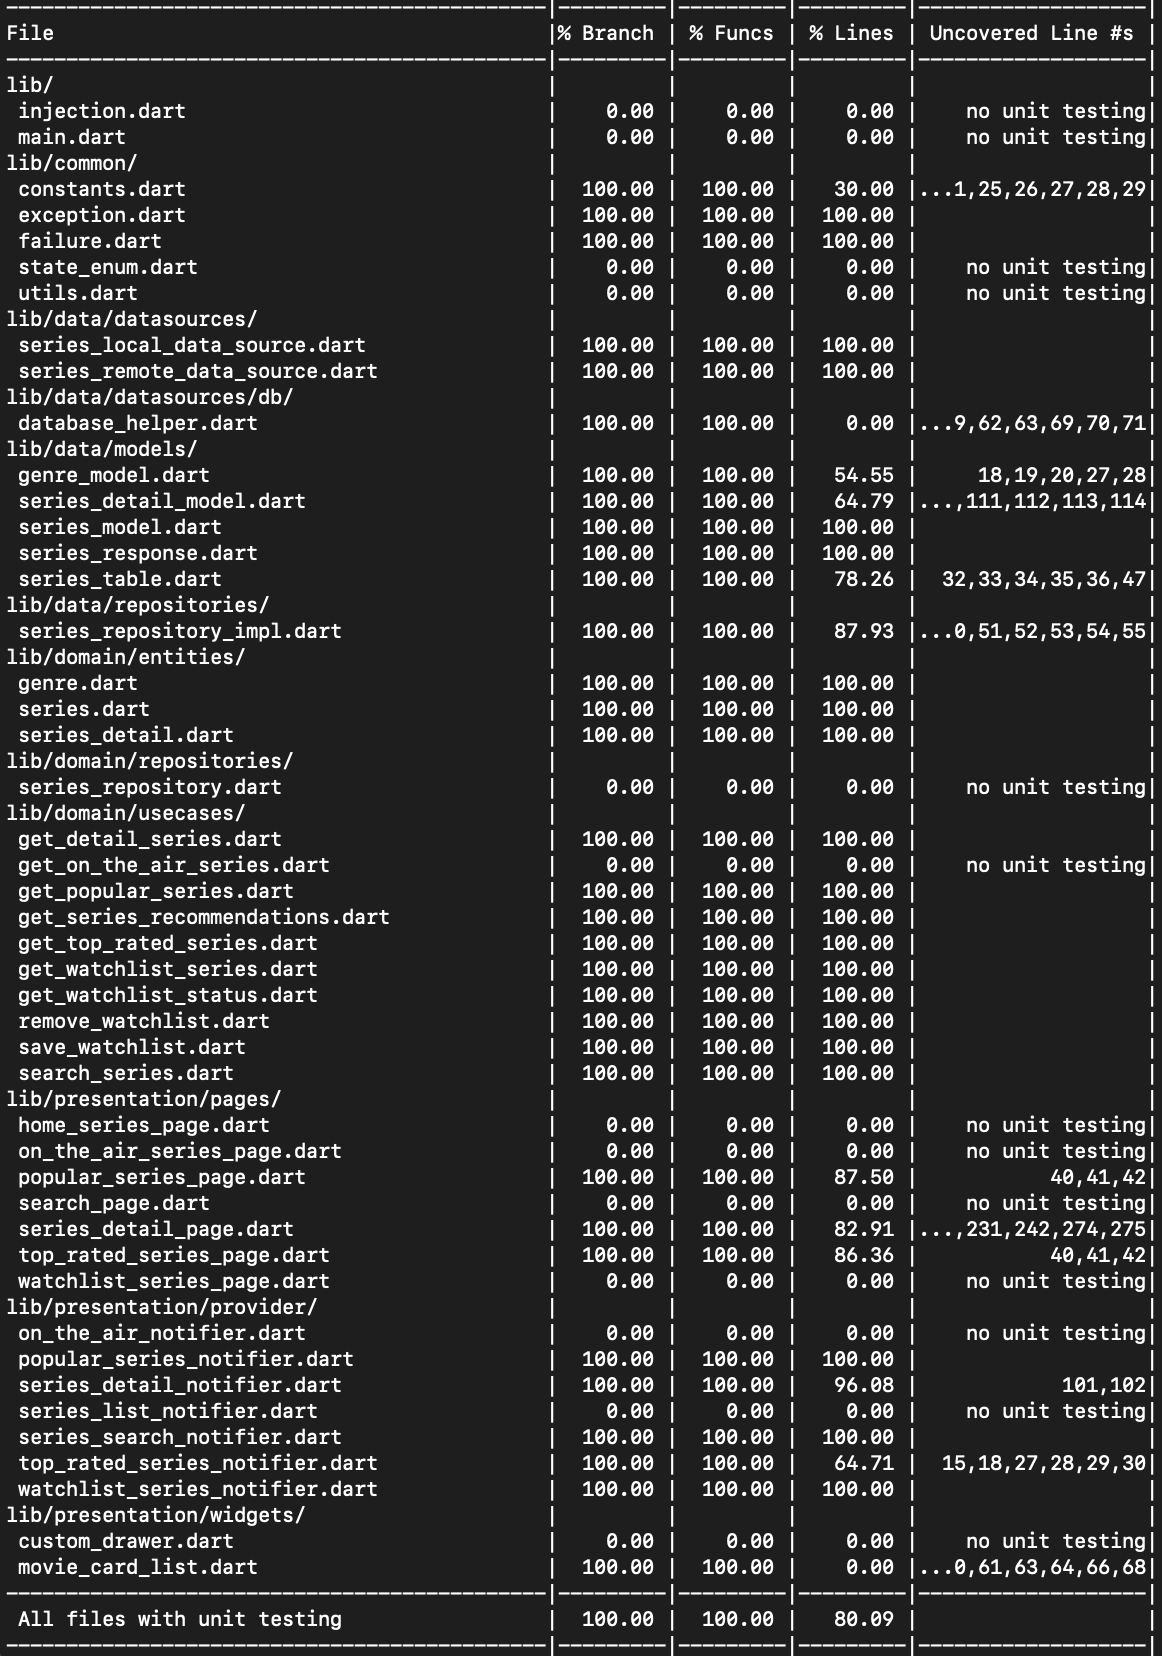 File |% Branch | % Funcs | % Lines | Uncovered Line #s |
lib/ | | | | |
injection.dart | 0.00 | 0.00 | 0.00 | no unit testing|
main.dart | 0.00 | 0.00 | 0.00 | no unit testing|
lib/common/ | | | | |
constants.dart | 100.00 | 100.00 | 30.00 |...1,25,26,27,28,29|
exception.dart | 100.00 | 100.00 | 100.00 | |
failure.dart | 100.00 | 100.00 | 100.00 | |
state_enum.dart | 0.00 | 0.00 | 0.00 | no unit testing|
utils.dart | 0.00 | 0.00 | 0.00 | no unit testing|
lib/data/datasources/ | | | | |
series_local_data_source.dart | 100.00 | 100.00 | 100.00 | |
series_remote_data_source.dart | 100.00 | 100.00 | 100.00 | |
lib/data/datasources/db/ | | | | |
database_helper.dart | 100.00 | 100.00 | 0.00 |...9,62,63,69,70,71|
lib/data/models/ | | | | |
genre_model.dart | 100.00 | 100.00 | 54.55 | 18,19,20,27,28|
series_detail_model.dart | 100.00 | 100.00 | 64.79 |...,111,112,113,114|
series_model.dart | 100.00 | 100.00 | 100.00 | |
series_response.dart | 100.00 | 100.00 | 100.00 | |
series_table.dart | 100.00 | 100.00 | 78.26 | 32,33,34,35,36,47|
lib/data/repositories/ | | | | |
series_repository_impl.dart | 100.00 | 100.00 | 87.93 |...0,51,52,53,54,55|
lib/domain/entities/ | | | | |
genre.dart | 100.00 | 100.00 | 100.00 | |
series.dart | 100.00 | 100.00 | 100.00 | |
series_detail.dart | 100.00 | 100.00 | 100.00 | |
lib/domain/repositories/ | | | | |
series_repository.dart | 0.00 | 0.00 | 0.00 | no unit testing|
lib/domain/usecases/ | | | | |
get_detail_series.dart | 100.00 | 100.00 | 100.00 | |
get_on_the_air_series.dart | 0.00 | 0.00 | 0.00 | no unit testing|
get_popular_series.dart | 100.00 | 100.00 | 100.00 | |
get_series_recommendations.dart | 100.00 | 100.00 | 100.00 | |
get_top_rated_series.dart | 100.00 | 100.00 | 100.00 | |
get_watchlist_series.dart | 100.00 | 100.00 | 100.00 | |
get_watchlist_status.dart | 100.00 | 100.00 | 100.00 | |
remove_watchlist.dart | 100.00 | 100.00 | 100.00 | |
save_watchlist.dart | 100.00 | 100.00 | 100.00 | |
search_series.dart | 100.00 | 100.00 | 100.00 | |
lib/presentation/pages/ | | | | |
home_series_page.dart | 0.00 | 0.00 | 0.00 | no unit testing|
on_the_air_series_page.dart | 0.00 | 0.00 | 0.00 | no unit testing|
popular_series_page.dart | 100.00 | 100.00 | 87.50 | 40,41,42|
search_page.dart | 0.00 | 0.00 | 0.00 | no unit testing|
series_detail_page.dart | 100.00 | 100.00 | 82.91 |...,231,242,274,275|
top_rated_series_page.dart | 100.00 | 100.00 | 86.36 | 40,41,42|
watchlist_series_page.dart | 0.00 | 0.00 | 0.00 | no unit testing|
lib/presentation/provider/ | | | | |
on_the_air_notifier.dart | 0.00 | 0.00 | 0.00 | no unit testing|
popular_series_notifier.dart | 100.00 | 100.00 | 100.00 | |
series_detail_notifier.dart | 100.00 | 100.00 | 96.08 | 101,102|
series_list_notifier.dart | 0.00 | 0.00 | 0.00 | no unit testing|
series_search_notifier.dart | 100.00 | 100.00 | 100.00 | |
top_rated_series_notifier.dart | 100.00 | 100.00 | 64.71 | 15,18,27,28,29,30|
watchlist_series_notifier.dart | 100.00 | 100.00 | 100.00 | |
lib/presentation/widgets/ | | | | |
custom_drawer.dart | 0.00 | 0.00 | 0.00 | no unit testing|
movie_card_list.dart | 100.00 | 100.00 | 0.00 |...0,61,63,64,66,68|
All files with unit testing | 100.00 | 100.00 | 80.09 | |